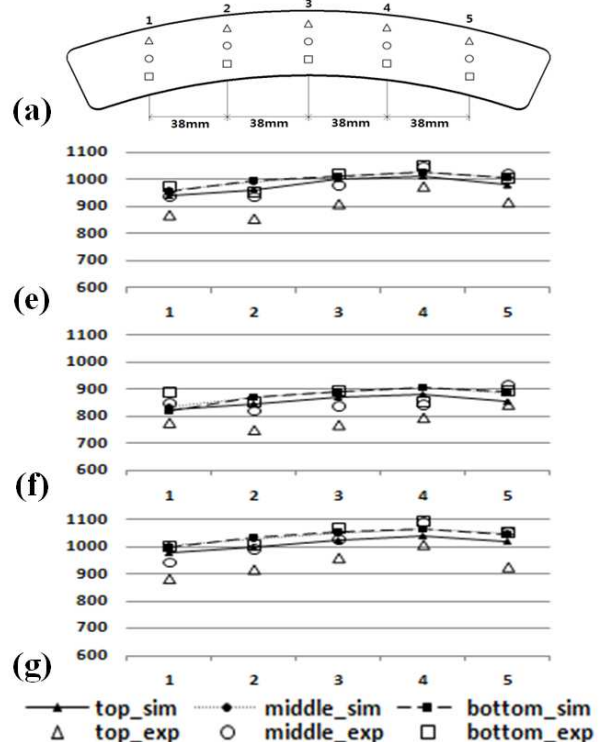 1 2 3 4 5
38mm 38mm 38mm 38mm
(a)
1100
1000
900
800
700
600
1 2 3 4 5
(e)
1100
1000
900
800
700
600
1 2 3 4 5
(f)
1100
1000
900
800
700
600
1 2 3 4 5
(g)
top_sim middle_sim bottom_sim
top_exp middle_exp bottom_exp